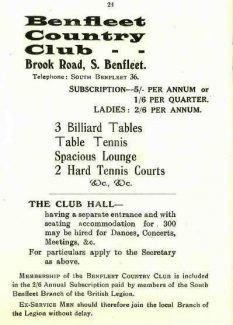 24
Benfleet
Country
Club - -
Brook Road, S. Benfleet.
Telephone: SOUTH BENFLEET 36.
SUBSCRIPTION—5/- PER ANNUM or
1/6 PER QUARTER.
LADIES: 2/6 PER ANNUM.
3 Billiard Tables
Table Tennis
Spacious Lounge
2 Hard Tennis Courts
&c., &c.
THE CLUB HALL—
having a separate entrance and with
seating accommodation for 300
may be hired for Dances, Concerts,
Meetings, &c.
For particulars apply to the Secretary
as above.
MEMBERSHIP of the BENFLEET COUNTRY CLUB is included
in the 2/6 Annual Subscription paid by members of the South
Benfleet Branch of the British Legion.
EX-SERVICE MEN should therefore join the local Branch of
the Legion without delay.